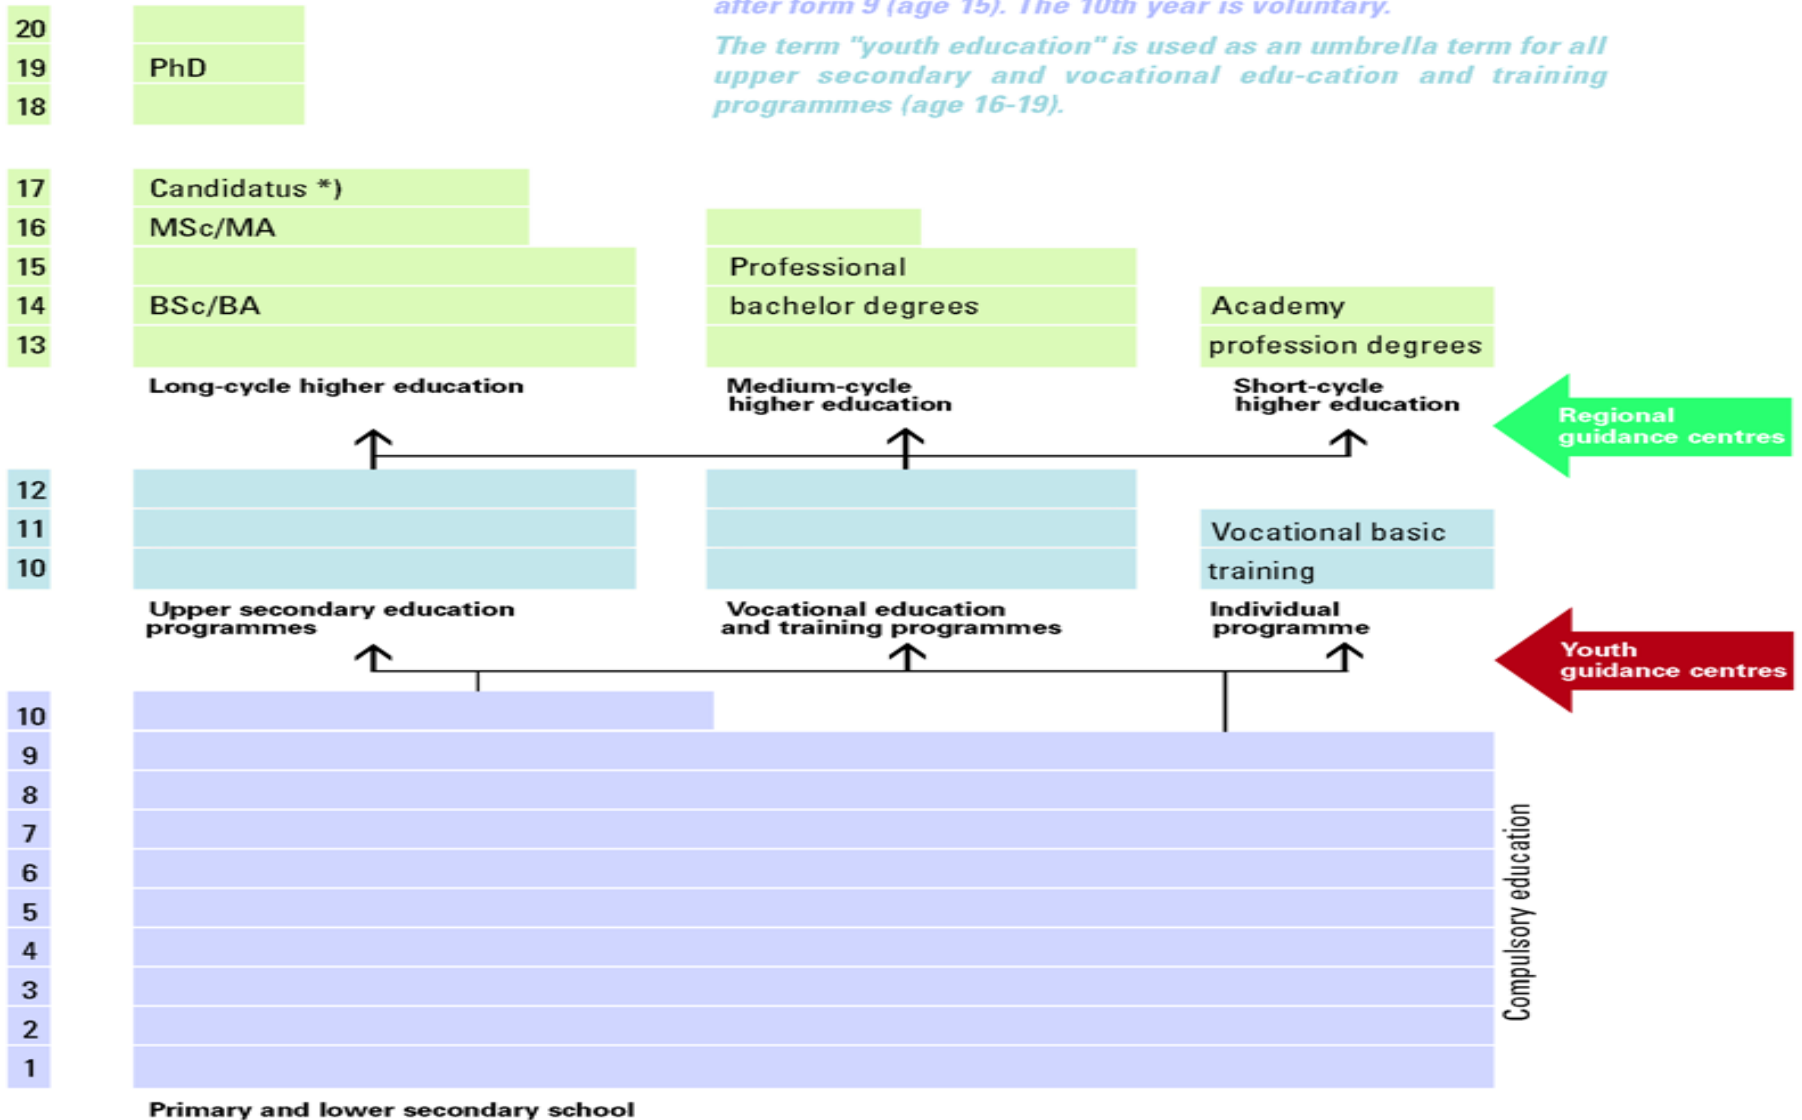 after form 9 (age 15). The 10th year is voluntary.
The term "youth education" is used as an umbrella term for all
upper secondary and vocational edu-cation and training
programmes (age 16-19).
20
19 PhD
18
17 Candidatus *)
16 MSc/MA
15 Professional
14 BSc/BA bachelor degrees Academy
13 profession degrees
Long-cycle higher education
Medium-cycle
higher education
Short-cycle
higher education
Regional
guidance centres
12
11 Vocational basic
10 training
Upper secondary education
programmes
Vocational education
and training programmes
Individual
programme
Youth
guidance centres
10
9
8
7
6
5
4
3
2
1
Compulsory education
Primary and lower secondary school